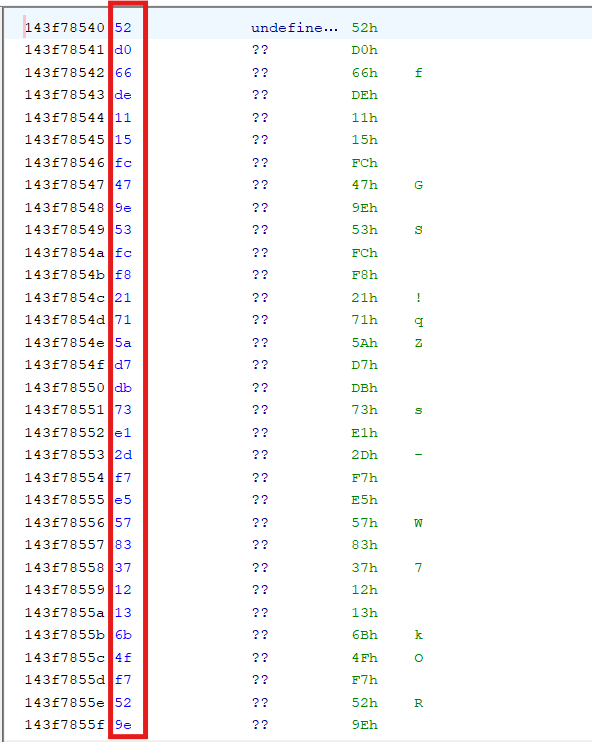 143f78540 52 undefine... 52h
143f78541 d0 ?? D0h
143f78542 66 ?? 66h f
143f78543 de ?? DEh
143f78544 11 ?? 11h
143f78545 15 ?? 15h
143f78546 fc ?? FCh
143f78547 47 ?? 47h G
143f78548 9e ?? 9Eh
143f78549 53 ?? 53h S
143f7854a fc ?? FCh
143f7854b f8 ?? F8h
143f7854c 21 ?? 21h !
143f7854d 71 ?? 71h q
143f7854e 5a ?? 5Ah Z
143f7854f d7 ?? D7h
143f78550 db ?? DBh
143f78551 73 ?? 73h s
143f78552 e1 ?? E1h
143f78553 2d ?? 2Dh -
143f78554 f7 ?? F7h
143f78555 e5 ?? E5h
143f78556 57 ?? 57h W
143f78557 83 ?? 83h
143f78558 37 ?? 37h 7
143f78559 12 ?? 12h
143f7855a 13 ?? 13h
143f7855b 6b ?? 6Bh k
143f7855c 4f ?? 4Fh O
143f7855d f7 ?? F7h
143f7855e 52 ?? 52h R
143f7855f 9e ?? 9Eh